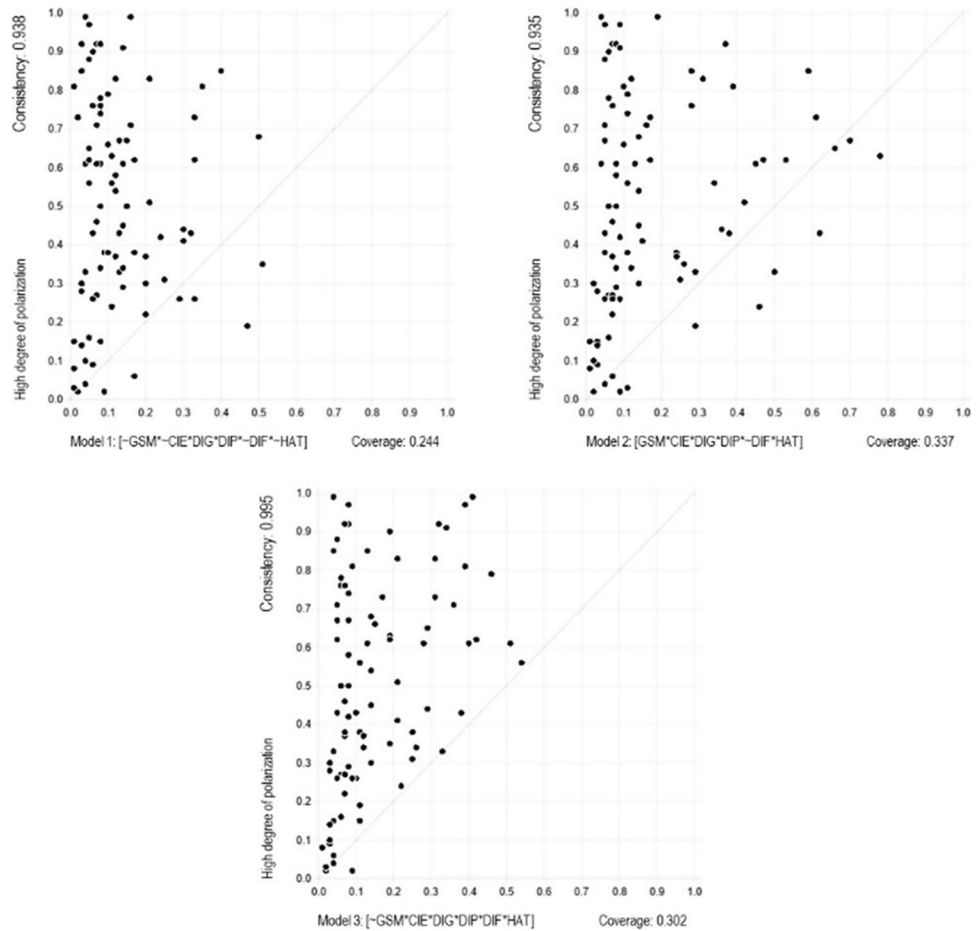 Consistency: 0.938
High degree of polarization
1.0
0.9
0.8
0.7
0.6
0.5
0.4
0.3
0.2
0.1
0.0
0.0 0.1 0.2 0.3 0.4 0.5 0.6 0.7 0.8 0.9 1.0
Model 1: [~GSM*~CIE*DIG*DIP*~DIF*~HAT] Coverage: 0.244
Consistency: 0.935
High degree of polarization
1.0
0.9
0.8
0.7
0.6
0.5
0.4
0.3
0.2
0.1
0.0
0.0 0.1 0.2 0.3 0.4 0.5 0.6 0.7 0.8 0.9 1.0
Model 2: [GSM*CIE*DIG*DIP*~DIF*HAT] Coverage: 0.337
Consistency: 0.995
High degree of polarization
1.0
0.9
0.8
0.7
0.6
0.5
0.4
0.3
0.2
0.1
0.0
0.0 0.1 0.2 0.3 0.4 0.5 0.6 0.7 0.8 0.9 1.0
Model 3: [~GSM*CIE*DIG*DIP*DIF*HAT] Coverage: 0.302